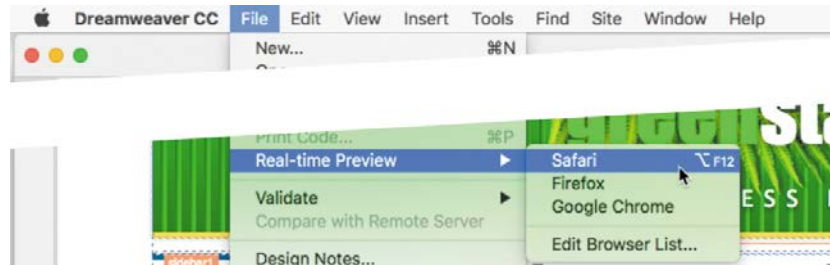 Dreamweaver CC File Edit View Insert Tools Find Site Window Help
New... ⌘N
Print Code... ⌘P
Real-time Preview ▶
Safari ⌥ F12
Firefox
Google Chrome
Edit Browser List...
Validate ▶
Compare with Remote Server
Design Notes...
greenSta
ESS